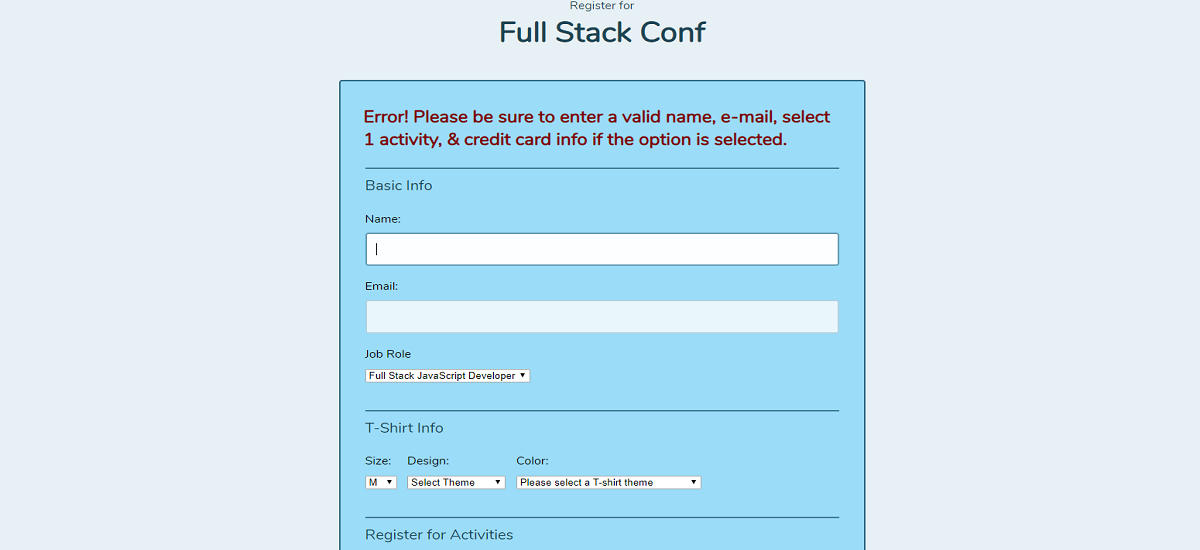 Register for
Full Stack Conf
Error! Please be sure to enter a valid name, e-mail, select
1 activity, & credit card info if the option is selected.
Basic Info
Name:
Email:
Job Role
Full Stack JavaScript Developer
T-Shirt Info
Size: Design: Color:
M Select Theme Please select a T-shirt theme
Register for Activities